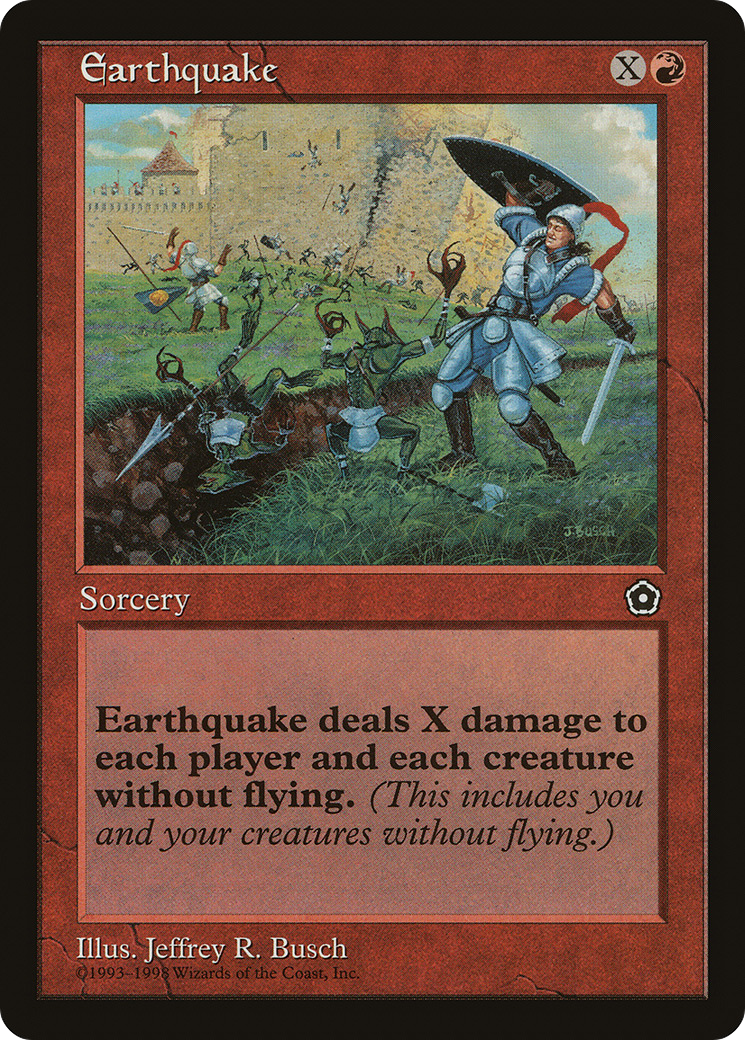 Earthquake X
J.BUSCH
Sorcery
Earthquake deals X damage to
each player and each creature
without flying. (This includes you
and your creatures without flying.)
Illus. Jeffrey R. Busch
©1993–1998 Wizards of the Coast, Inc.